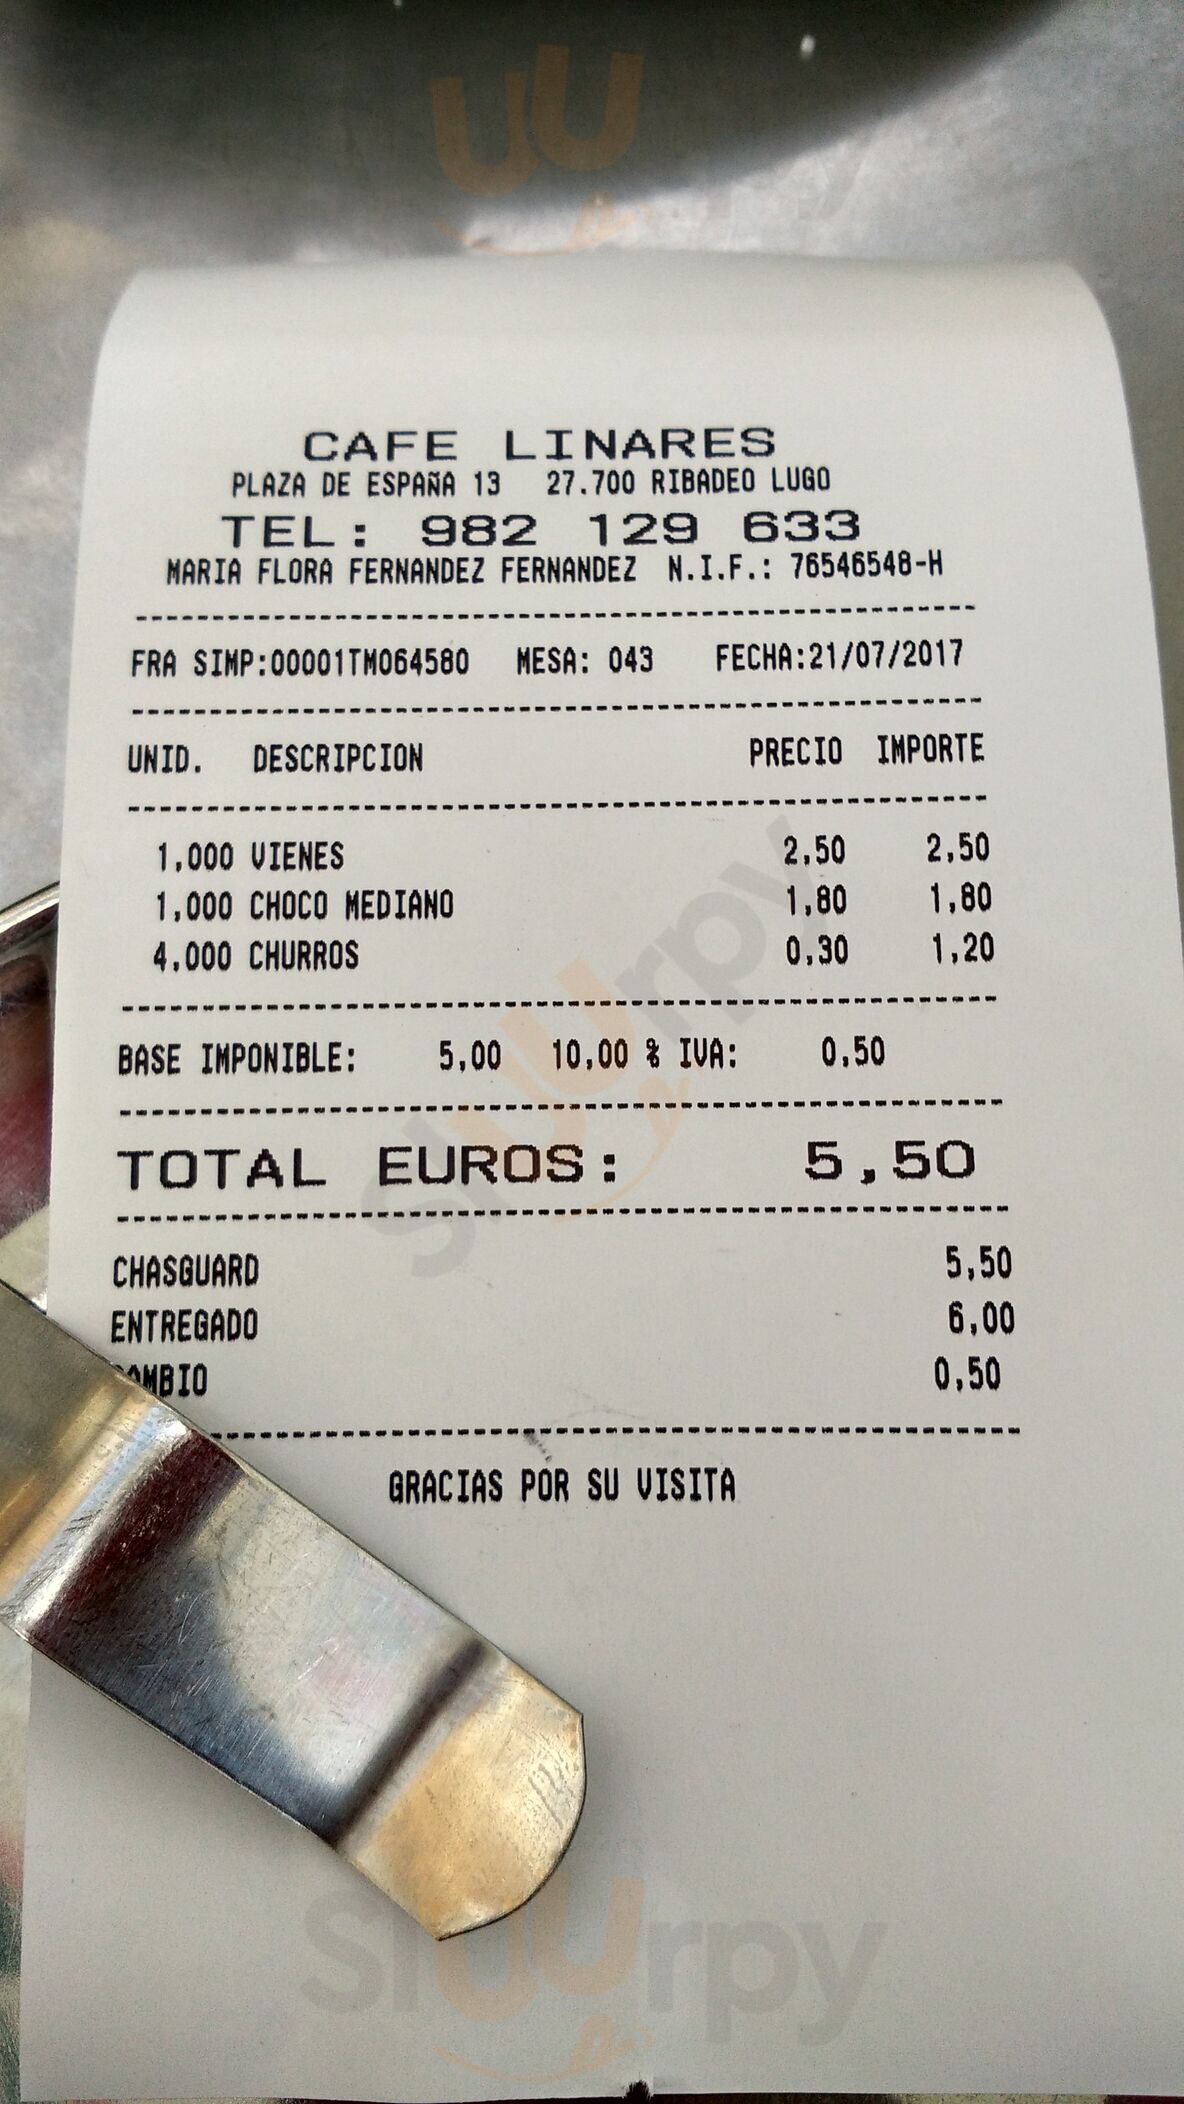 CAFE LINARES
PLAZA DE ESPAÑA 13 27.700 RIBADEO LUGO
TEL: 982 129 633
MARIA FLORA FERNANDEZ FERNANDEZ N.I.F.: 76546548-H
FRA SIMP:00001TM064580 MESA: 043 FECHA:21/07/2017
UNID. DESCRIPCION PRECIO IMPORTE
1,000 VIENES 2,50 2,50
1,000 CHOCO MEDIANO 1,80 1,80
4,000 CHURROS 0,30 1,20
BASE IMPONIBLE: 5,00 10,00 % IVA: 0,50
TOTAL EUROS: 5,50
CHASGUARD 5,50
ENTREGADO 6,00
CAMBIO 0,50
GRACIAS POR SU VISITA
Sluurpy
Sluurpy